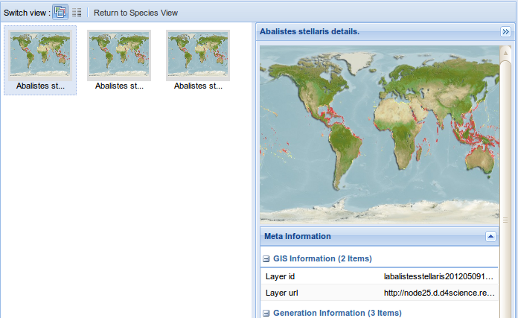 Switch view : Return to Species View
Abalistes st...
Abalistes st...
Abalistes st...
Abalistes stellaris details.
Meta Information
GIS Information (2 Items)
Layer id labalistesstellaris201205091...
Layer url http://node25.d.d4science.re...
Generation Information (3 Items)